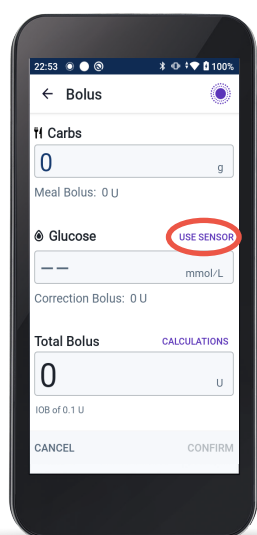 22:53 100%
Bolus
Carbs
0 g
Meal Bolus: 0 U
Glucose USE SENSOR
-- mmol/L
Correction Bolus: 0 U
Total Bolus CALCULATIONS
0 U
IOB of 0.1 U
CANCEL CONFIRM